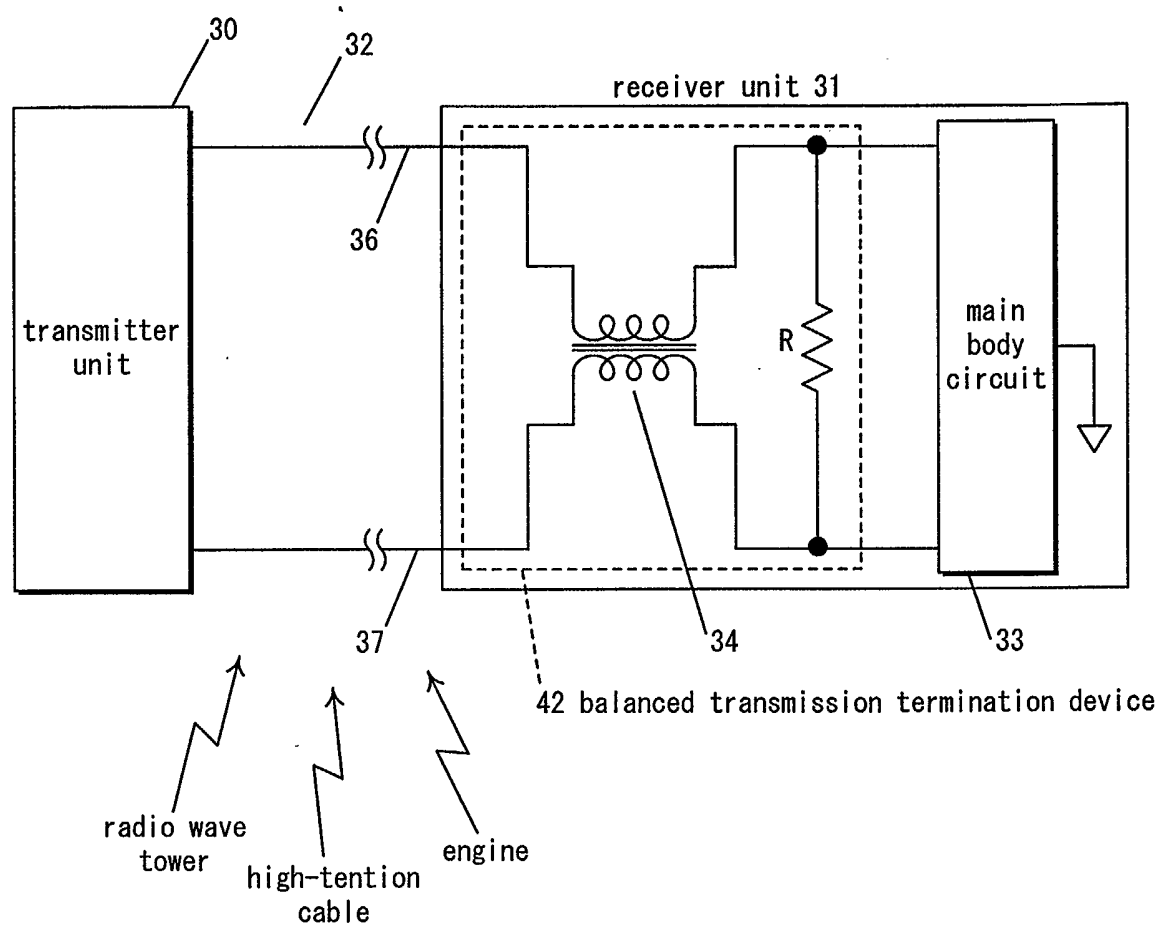 30
32
receiver unit 31
36
transmitter
unit
R
main
body
circuit
37
34
33
42 balanced transmission termination device
radio wave
tower
high-tention
cable
engine